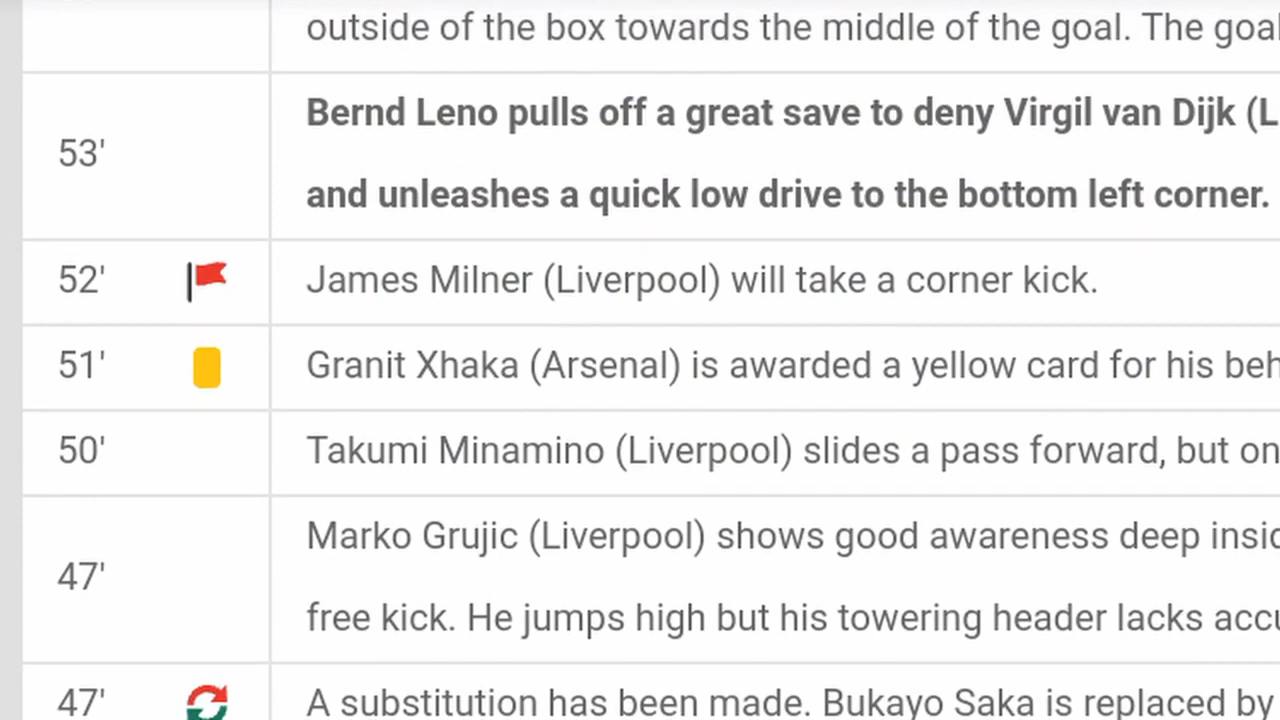 outside of the box towards the middle of the goal. The goal
53'
Bernd Leno pulls off a great save to deny Virgil van Dijk (L
and unleashes a quick low drive to the bottom left corner.
52'
James Milner (Liverpool) will take a corner kick.
51'
Granit Xhaka (Arsenal) is awarded a yellow card for his beh
50'
Takumi Minamino (Liverpool) slides a pass forward, but on
47'
Marko Grujic (Liverpool) shows good awareness deep insid
free kick. He jumps high but his towering header lacks accu
47'
A substitution has been made. Bukayo Saka is replaced by